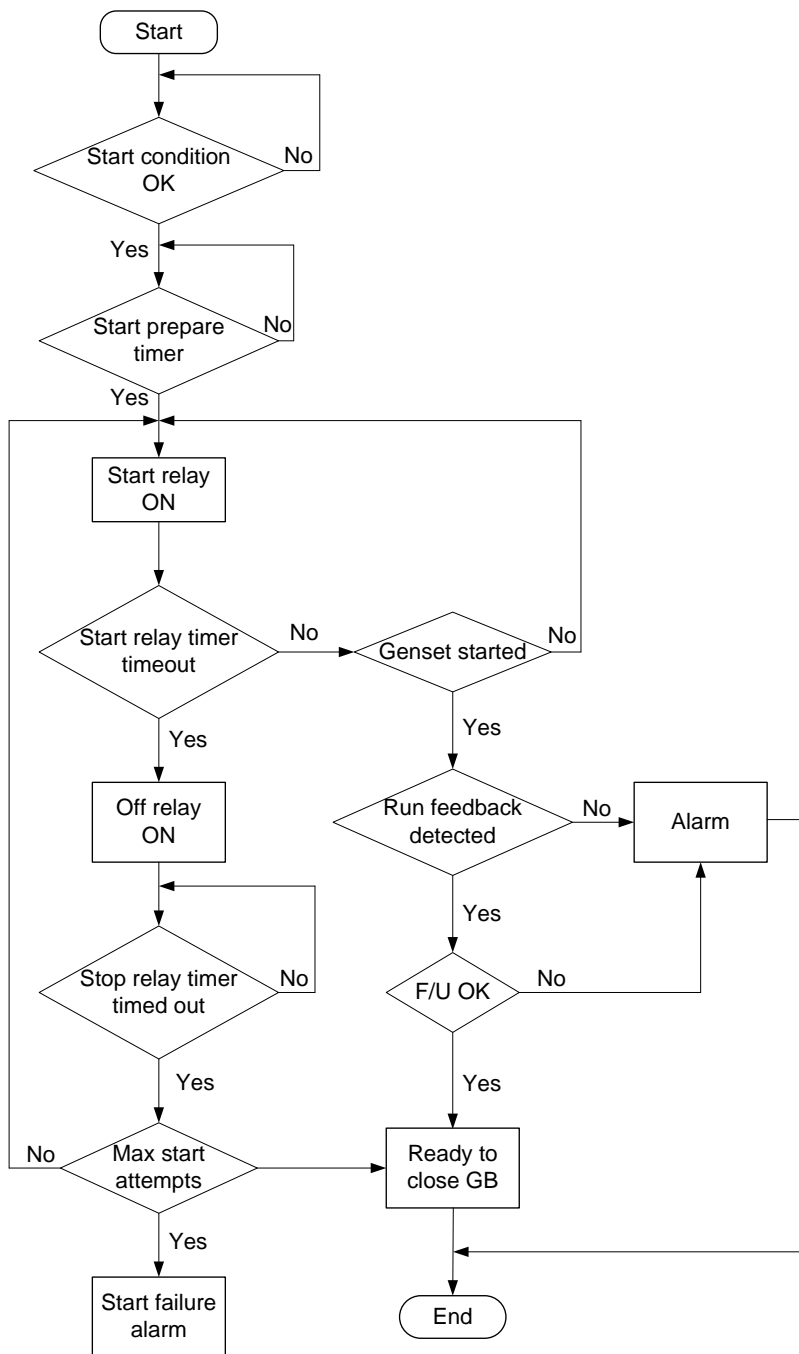 Start
Start condition
OK
No
Yes
Start prepare
timer
No
Yes
Start relay
ON
Start relay timer
timeout
No
Genset started
No
Yes
Yes
Off relay
ON
Run feedback
detected
No
Alarm
Yes
Stop relay timer
timed out
No
F/U OK
No
Yes
Yes
No
Max start
attempts
Ready to
close GB
Yes
Start failure
alarm
End